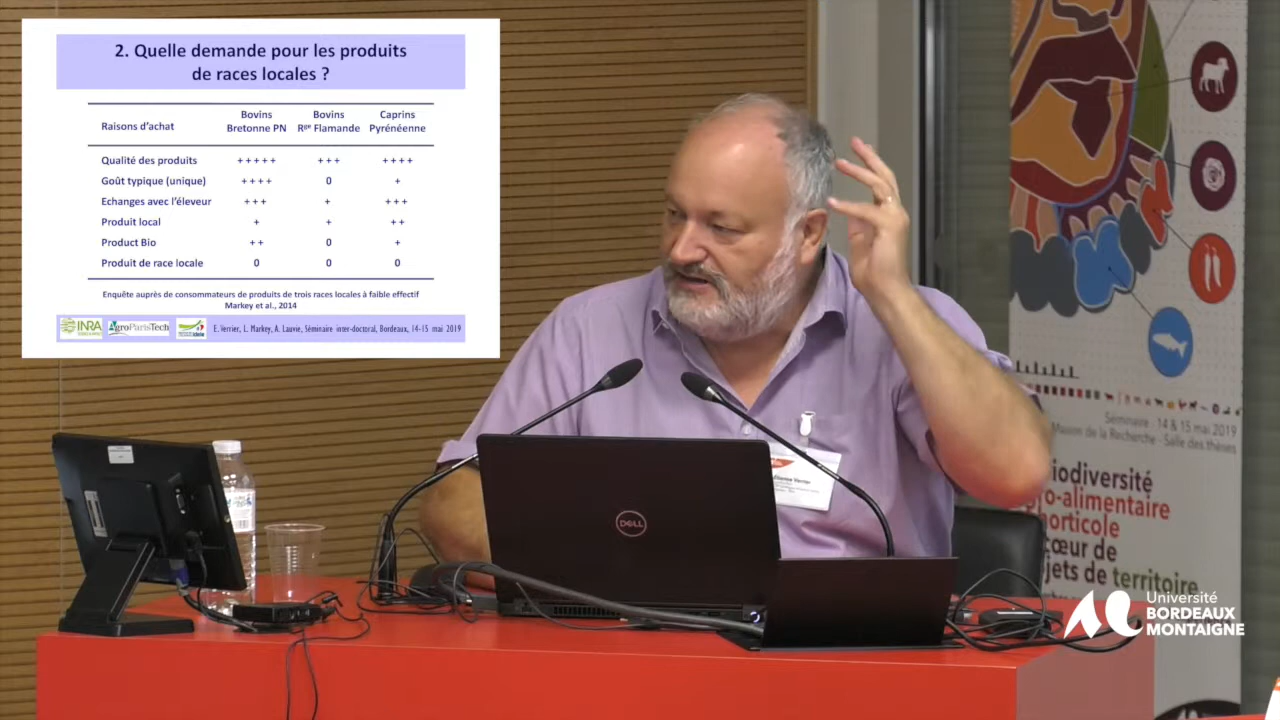 2. Quelle demande pour les produits
de races locales ?
Raisons d'achat
Bovins
Bretonne PN
Bovins
Rge Flamande
Caprins
Pyrénéenne
Qualité des produits +++++ +++ ++++
Goût typique (unique) ++++ 0 +
Echanges avec l'éleveur +++ + +++
Produit local + + ++
Product Bio ++ 0 +
Produit de race locale 0 0 0
Enquête auprès de consommateurs de produits de trois races locales à faible effectif
Markey et al., 2014
INRA
AgroParisTech
E. Verrier, L. Markey, A. Lauvie, Séminaire inter-doctoral, Bordeaux, 14-15 mai 2019
DELL
Séminaire : 14 & 15 mai 2019
Maison de la Recherche - Salle des thèses
iodiversité
o-alimentaire
horticole
cœur de
jets de territoire
Université
BORDEAUX
MONTAIGNE